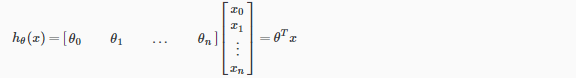 h_θ(x) = [θ_0 θ_1 … θ_n] [x_0 x_1 ⋮ x_n] = θ^T x